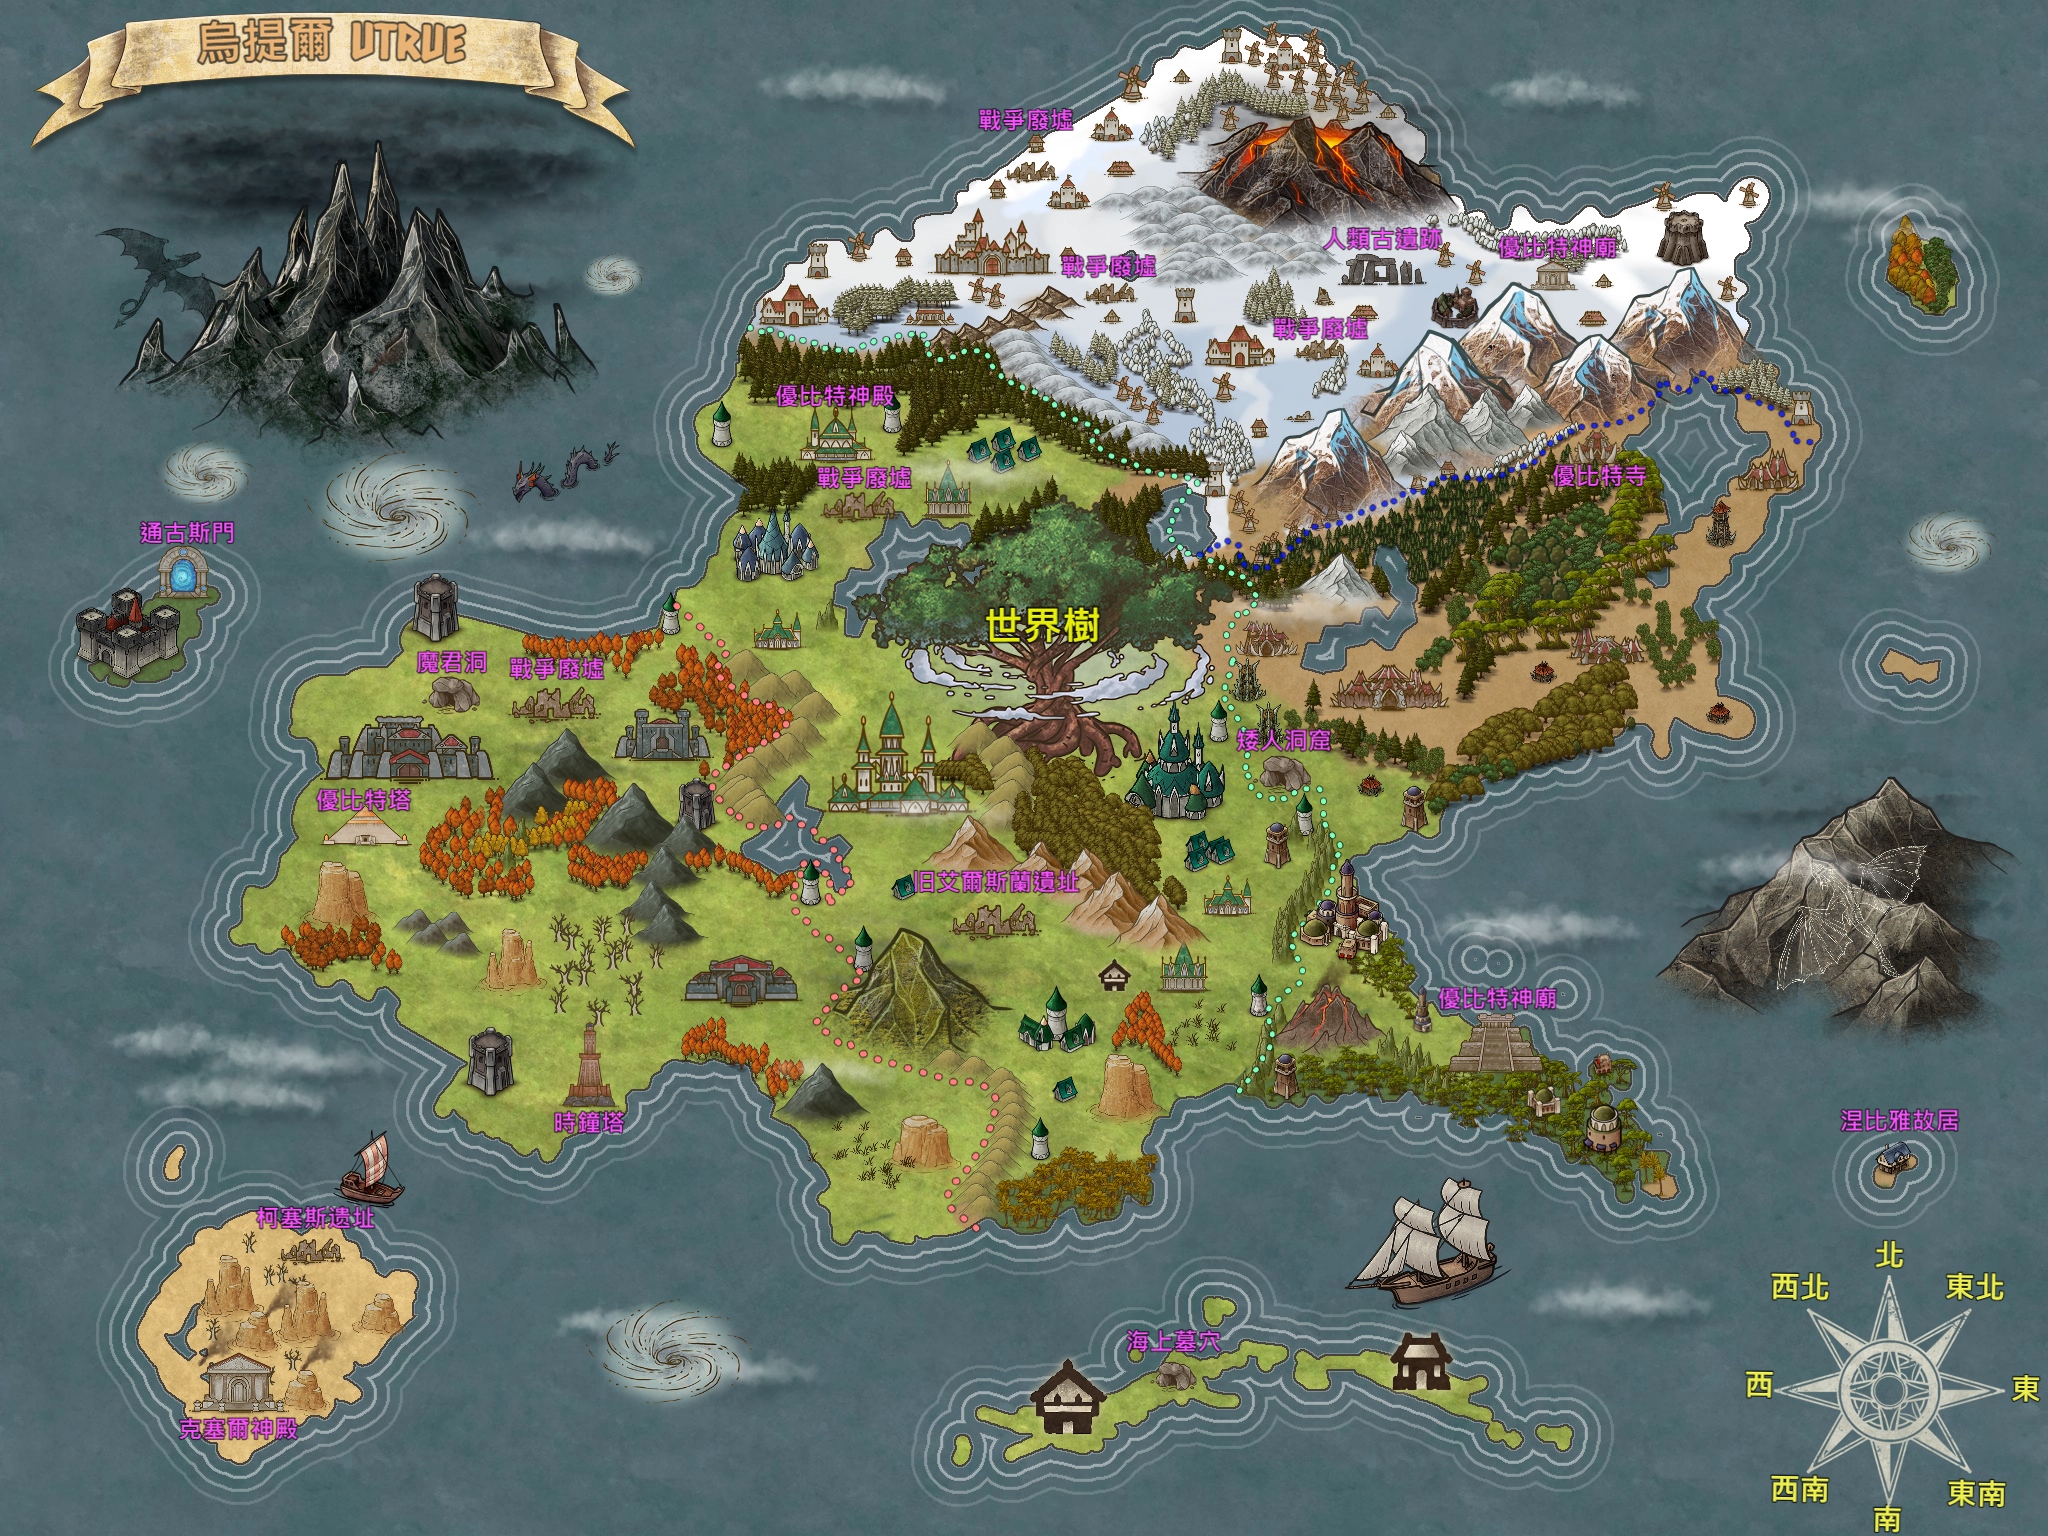 烏提爾 UTRUE
戰爭廢墟
人類古遺跡
優比特神廟
戰爭廢墟
戰爭廢墟
優比特神殿
戰爭廢墟
優比特寺
通古斯門
世界樹
魔君洞
戰爭廢墟
矮人洞窟
優比特塔
旧艾爾斯蘭遺址
優比特神廟
時鐘塔
涅比雅故居
柯塞斯遺址
克塞爾神殿
海上墓穴
北
西北
東北
西
東
西南
東南
南